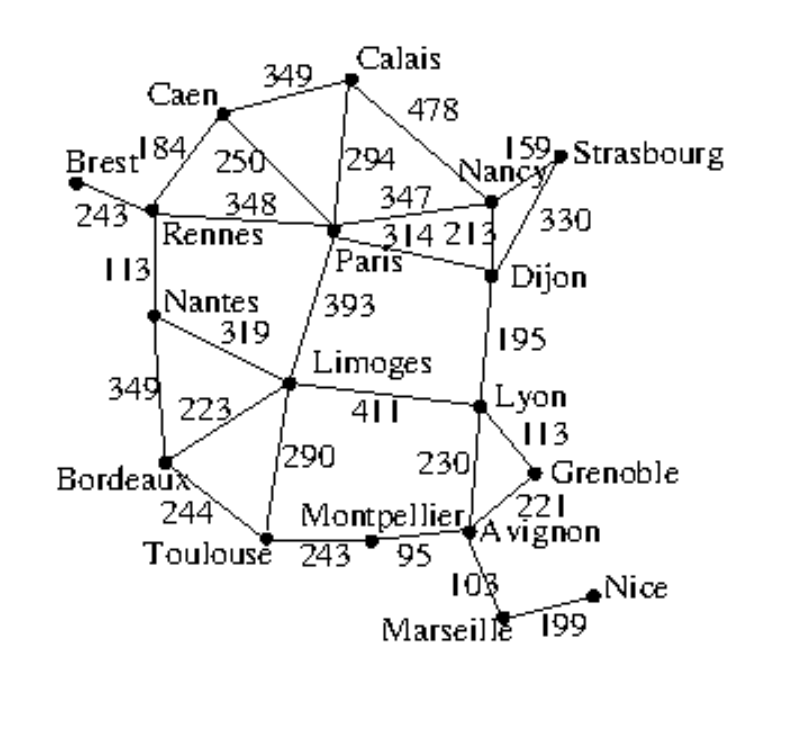 Calais
349
Caen
478
184
250
294
159
Strasbourg
Brest
Nancy
243
348
347
330
Rennes
314
213
Paris
113
Dijon
Nantes
393
319
195
Limoges
349
223
411
Lyon
113
290
230
Bordeaux
Grenoble
244
221
Montpellier
Avignon
Toulouse
243
95
103
Nice
Marseille
199